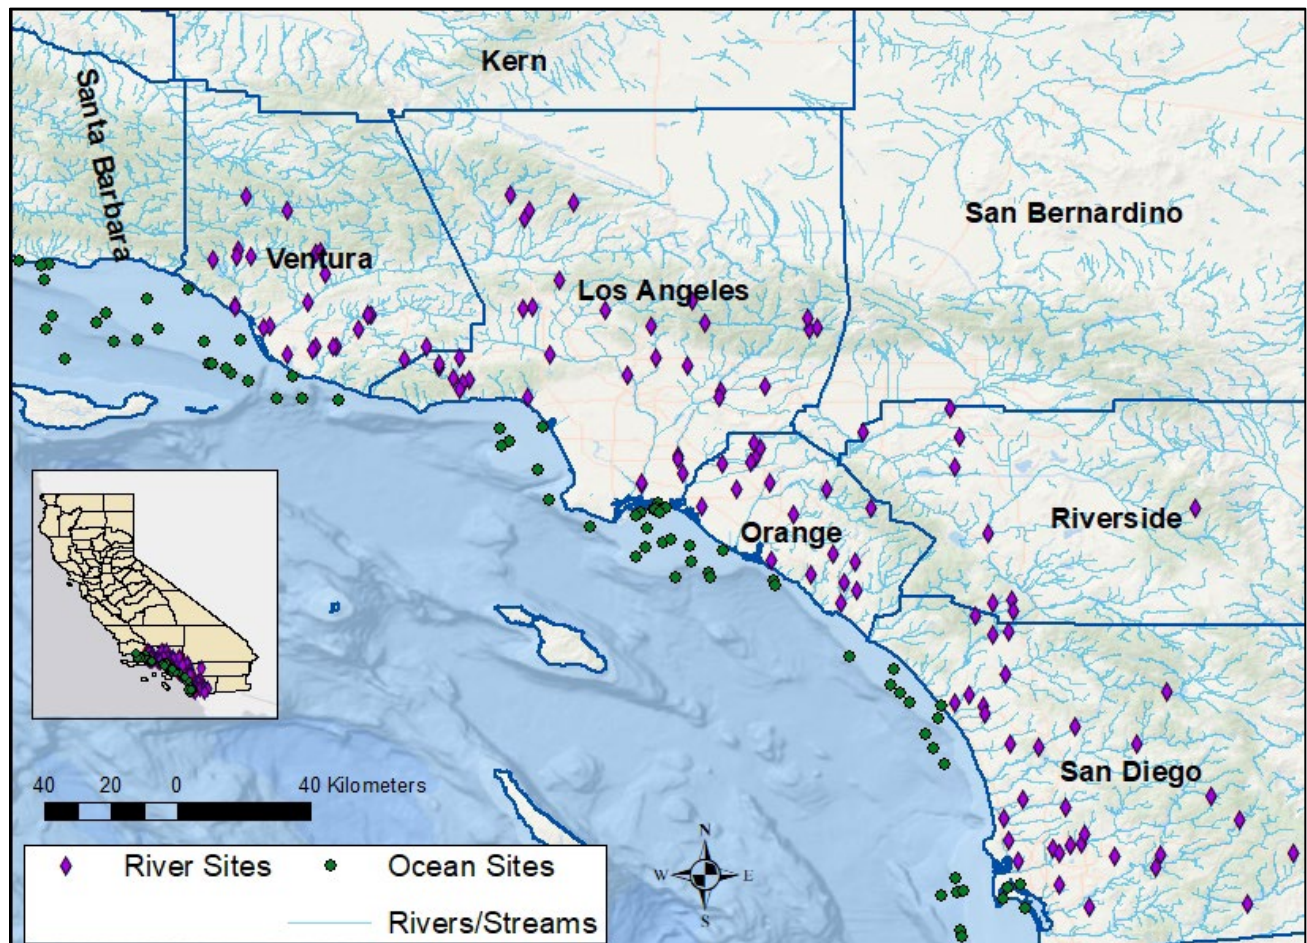 Kern
Santa Barbara
San Bernardino
Ventura
Los Angeles
Riverside
Orange
San Diego
40 20 0 40 Kilometers
N
W E
S
River Sites Ocean Sites
Rivers/Streams